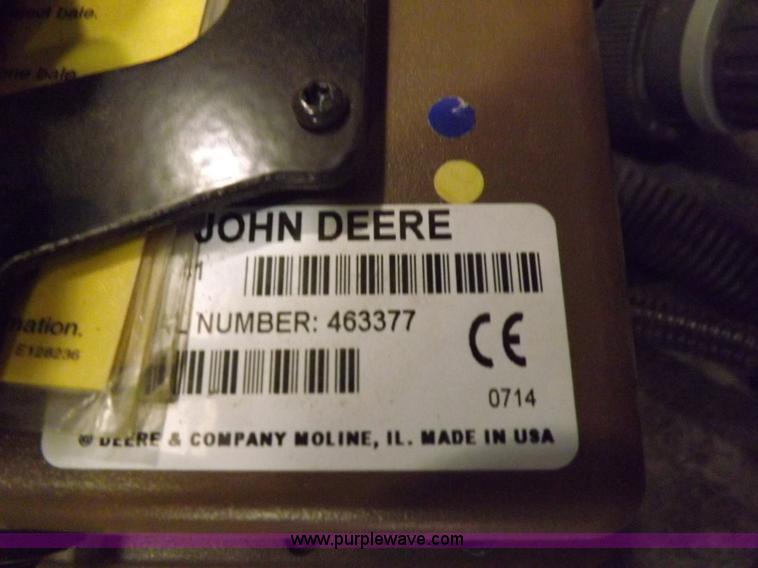 bale.
one bale.
JOHN DEERE
NUMBER: 463377
CE
mation.
E128236
0714
© DEERE & COMPANY MOLINE, IL. MADE IN USA
www.purplewave.com